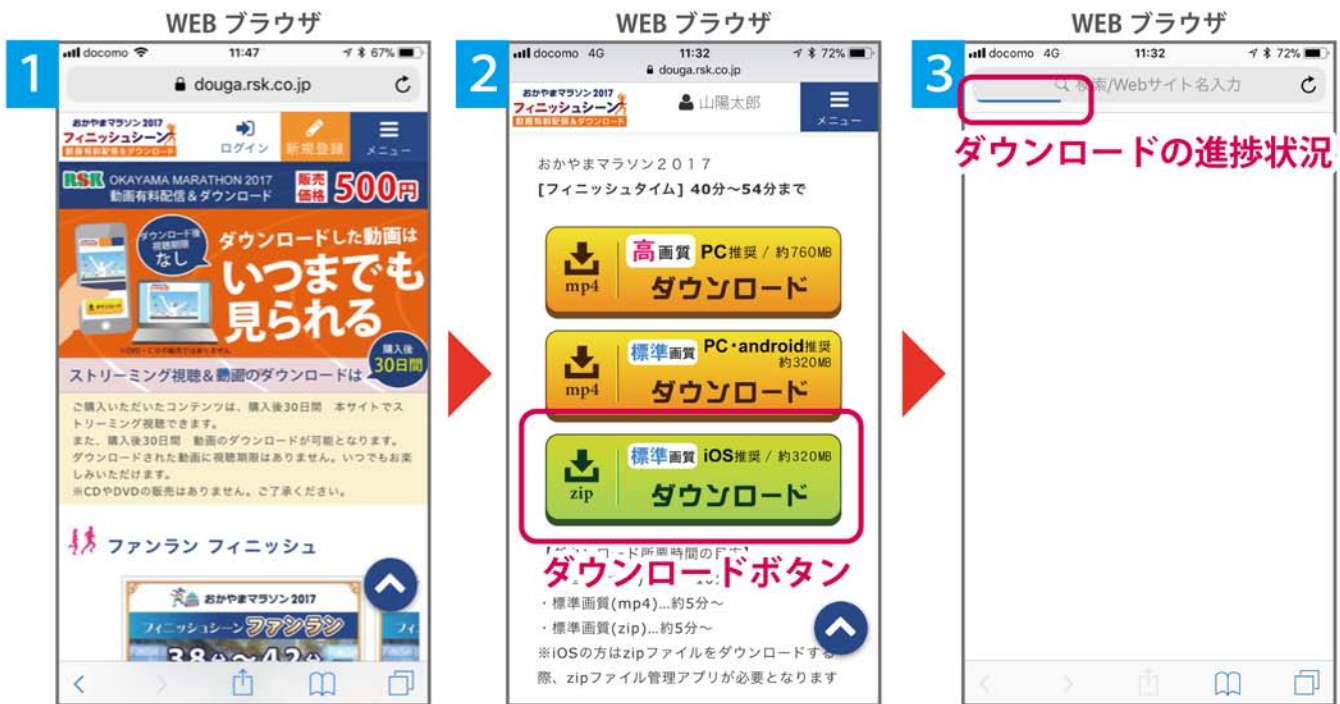 WEB ブラウザ
1
docomo
11:47
67%
douga.rsk.co.jp
おかやまマラソン 2017
フィニッシュシーン
動画有料配信&ダウンロード
ログイン
新規登録
メニュー
RSK OKAYAMA MARATHON 2017
動画有料配信&ダウンロード
販売価格 500円
ダウンロード後
視聴期限
なし
ダウンロードした動画は
いつまでも
見られる
※DVD・CDの販売ではありません。
購入後
30日間
ストリーミング視聴&動画のダウンロードは
ご購入いただいたコンテンツは、購入後30日間 本サイトでス
トリーミング視聴できます。
また、購入後30日間 動画のダウンロードが可能となります。
ダウンロードされた動画に視聴期限はありません。いつでもお楽
しみいただけます。
※CDやDVDの販売はありません。ご了承ください。
ファンラン フィニッシュ
おかやまマラソン2017
フィニッシュシーン ファンラン
38分〜42分
WEB ブラウザ
2
docomo 4G
11:32
72%
douga.rsk.co.jp
おかやまマラソン 2017
フィニッシュシーン
動画有料配信&ダウンロード
山陽太郎
メニュー
おかやまマラソン2017
[フィニッシュタイム] 40分〜54分まで
高画質 PC推奨 / 約760MB
mp4 ダウンロード
標準画質 PC・android推奨
約320MB
mp4 ダウンロード
標準画質 iOS推奨 / 約320MB
zip ダウンロード
ダウンロードボタン
・標準画質(mp4)…約5分〜
・標準画質(zip)…約5分〜
※iOSの方はzipファイルをダウンロードする
際、zipファイル管理アプリが必要となります
WEB ブラウザ
3
docomo 4G
11:32
72%
検索/Webサイト名入力
ダウンロードの進捗状況